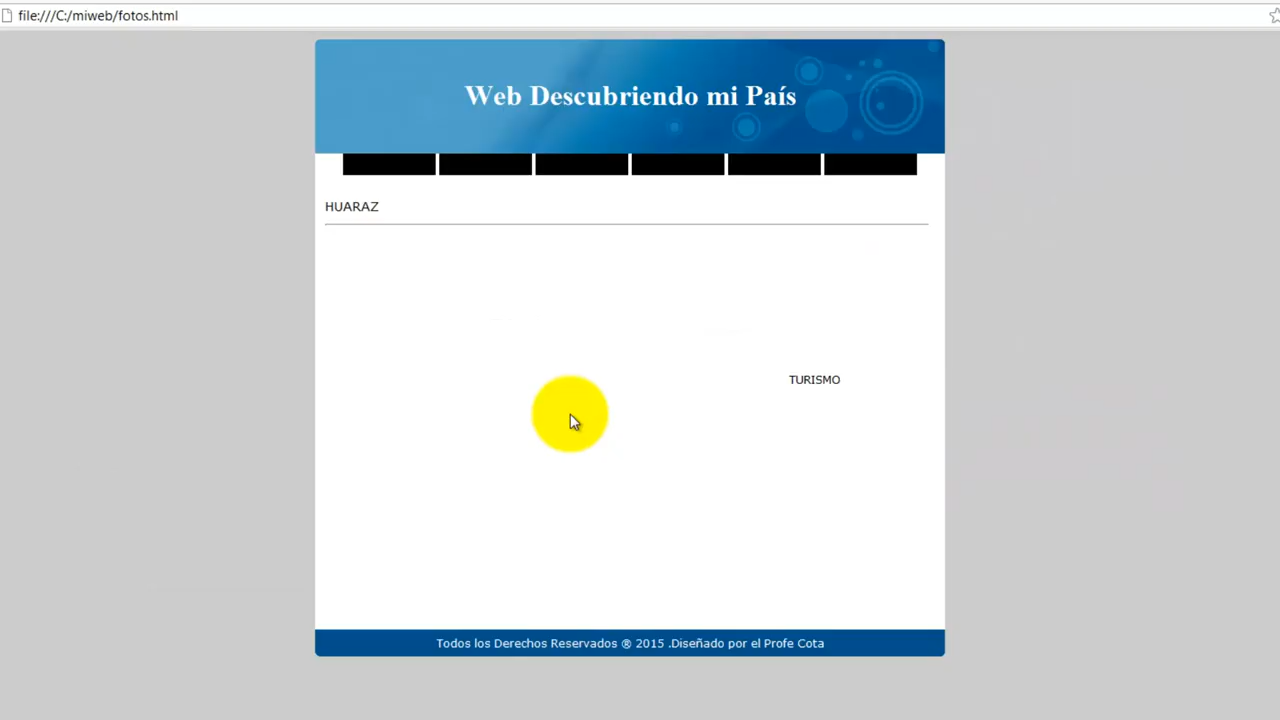 file:///C:/miweb/fotos.html
Web Descubriendo mi País
HUARAZ
TURISMO
Todos los Derechos Reservados ® 2015 .Diseñado por el Profe Cota